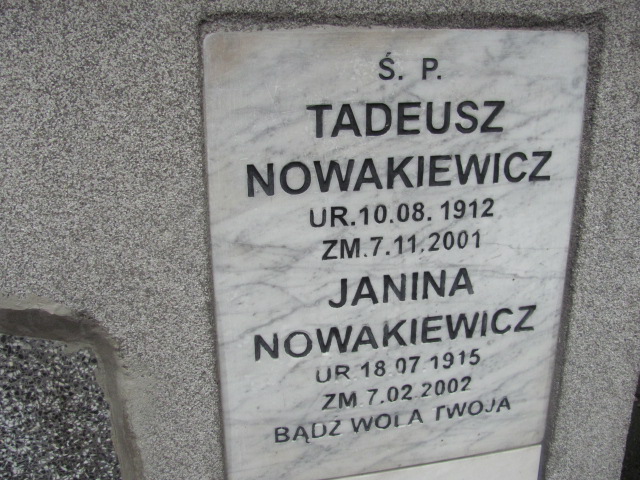 Ś. P.
TADEUSZ
NOWAKIEWICZ
UR.10.08.1912
ZM.7.11.2001
JANINA
NOWAKIEWICZ
UR 18.07.1915
ZM 7.02.2002
BĄDŹ WOLA TWOJA